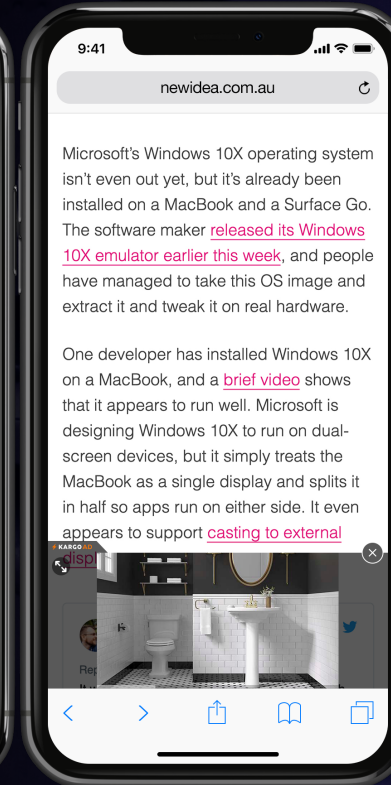 9:41
newidea.com.au
Microsoft's Windows 10X operating system
isn't even out yet, but it's already been
installed on a MacBook and a Surface Go.
The software maker released its Windows
10X emulator earlier this week, and people
have managed to take this OS image and
extract it and tweak it on real hardware.
One developer has installed Windows 10X
on a MacBook, and a brief video shows
that it appears to run well. Microsoft is
designing Windows 10X to run on dual-
screen devices, but it simply treats the
MacBook as a single display and splits it
in half so apps run on either side. It even
appears to support casting to external
KARGO AD
displ
Rep